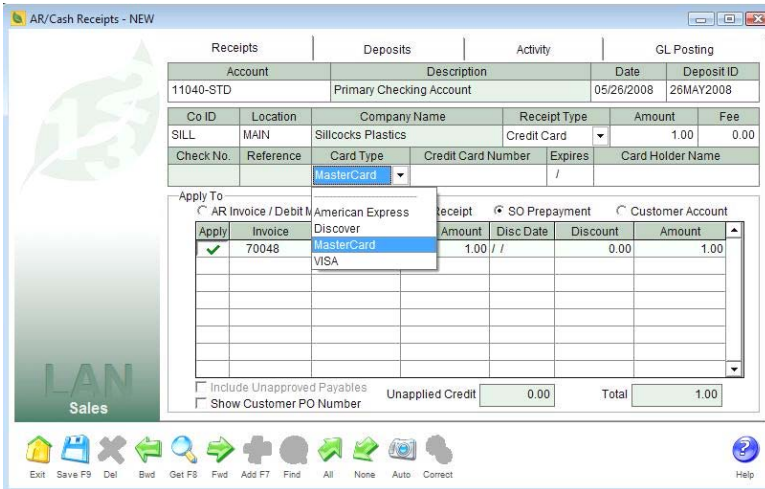 AR/Cash Receipts - NEW
Receipts Deposits Activity GL Posting
Account Description Date Deposit ID
11040-STD Primary Checking Account 05/26/2008 26MAY2008
Co ID Location Company Name Receipt Type Amount Fee
SILL MAIN Sillcocks Plastics Credit Card 1.00 0.00
Check No. Reference Card Type Credit Card Number Expires Card Holder Name
MasterCard /
Apply To
AR Invoice / Debit M Receipt SO Prepayment Customer Account
American Express
Discover
MasterCard
VISA
Apply Invoice Amount Disc Date Discount Amount
70048 1.00 / / 0.00 1.00
Include Unapproved Payables
Show Customer PO Number
Unapplied Credit 0.00 Total 1.00
LAN
Sales
Exit Save F9 Del Bwd Get F8 Fwd Add F7 Find All None Auto Correct Help